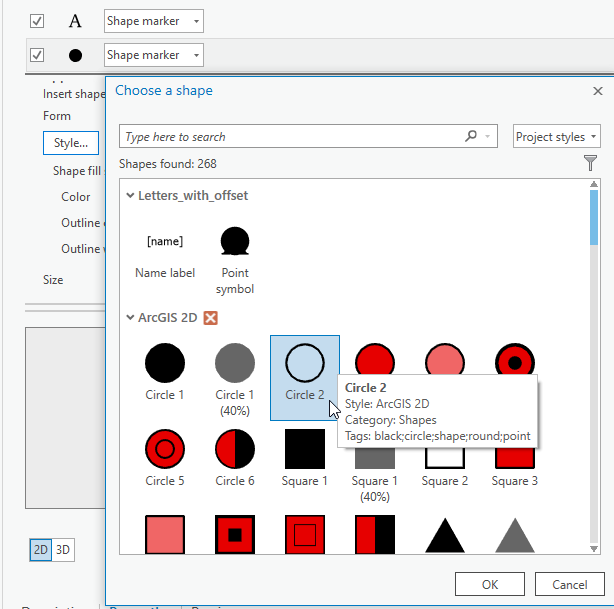 A
Shape marker
Shape marker
Insert shape
Choose a shape
Form
Type here to search
Project styles
Style...
Shapes found: 268
Shape fill
Color
Letters_with_offset
Outline
Outline
[name]
Name label
Point symbol
Size
ArcGIS 2D
Circle 1
Circle 1 (40%)
Circle 2
Circle 2
Style: ArcGIS 2D
Category: Shapes
Tags: black;circle;shape;round;point
Circle 5
Circle 6
Square 1
Square 1 (40%)
Square 2
Square 3
2D
3D
OK
Cancel